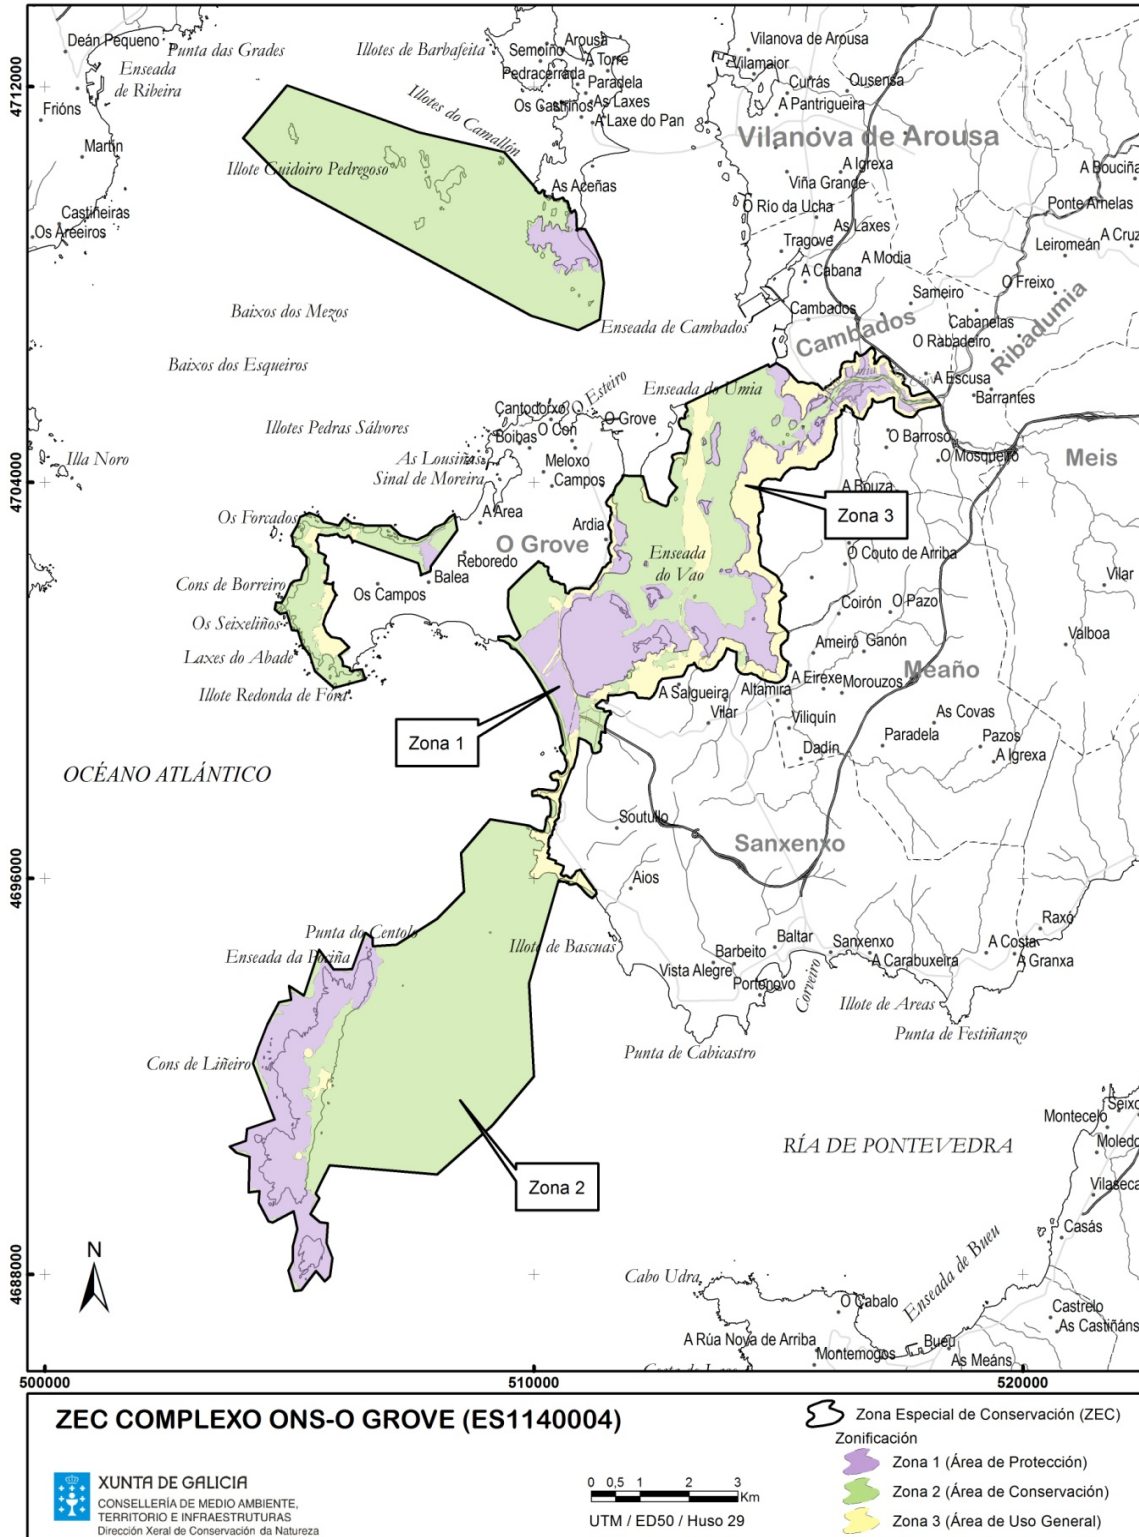 Deán Pequeno
Punta das Grades
Enseada
de Ribeira
Frións
Martín
Castiñeiras
Os Areeiros
Illotes de Barbafeita
Semoíño
Arousa
A Torre
Pedracerrada
Paradela
Os Castriños
As Laxes
A Laxe do Pan
Illotes do Camallón
Illote Guidoiro Pedregoso
As Aceñas
Vilanova de Arousa
Vilamaior
Currás
Ousensa
A Pantrigueira
Vilanova de Arousa
A Igrexa
Viña Grande
A Bouciña
O Río da Ucha
Ponte Arnelas
As Laxes
Tragove
Leiromeán
A Cruz
A Modia
A Cabana
O Freixo
Sameiro
Cambados
Cabanelas
Cambados
O Rabadeiro
Ribadumia
A Escusa
Barrantes
Baixos dos Mezos
Enseada de Cambados
Baixos dos Esqueiros
Enseada do Umia
Cantodorxo
O Esteiro
O Grove
O Con
Boibas
Illotes Pedras Sálvores
As Lousiñas
Sinal de Moreira
Meloxo
Campos
Illa Noro
O Barroso
O Mosqueiro
Meis
A Bouza
4712000
4704000
4696000
4688000
Zona 3
Os Forcados
A Area
Ardia
O Grove
Enseada
do Vao
Reboredo
Balea
Os Campos
Cons de Borreiro
Os Seixeliños
Laxes do Abade
Illote Redonda de Fora
O Couto de Arriba
Vilar
Coirón
O Pazo
Valboa
Ameiro
Ganón
Meaño
A Eirexe
Morouzos
A Salgueira
Altamira
Vilar
Viliquín
As Covas
Paradela
Pazos
A Igrexa
Dadín
Zona 1
OCÉANO ATLÁNTICO
Soutullo
Sanxenxo
Aios
Punta do Centolo
Illote de Bascuas
Raxó
Baltar
Sanxenxo
A Costa
Barbeito
A Carabuxeira
A Granxa
Vista Alegre
Portonovo
Corveiro
Illote de Areas
Punta de Festiñanzo
Punta de Cabicastro
Cons de Liñeiro
Zona 2
RÍA DE PONTEVEDRA
Seixo
Montecelo
Moledo
Vilaseca
Casás
Enseada de Bueu
Cabo Udra
O Cabalo
Castrelo
As Castiñáns
A Rúa Nova de Arriba
Montemogos
Bueu
As Meáns
N
500000
510000
520000
ZEC COMPLEXO ONS-O GROVE (ES1140004)
XUNTA DE GALICIA
CONSELLERÍA DE MEDIO AMBIENTE,
TERRITORIO E INFRAESTRUTURAS
Dirección Xeral de Conservación da Natureza
0 0,5 1 2 3
Km
UTM / ED50 / Huso 29
Zona Especial de Conservación (ZEC)
Zonificación
Zona 1 (Área de Protección)
Zona 2 (Área de Conservación)
Zona 3 (Área de Uso General)